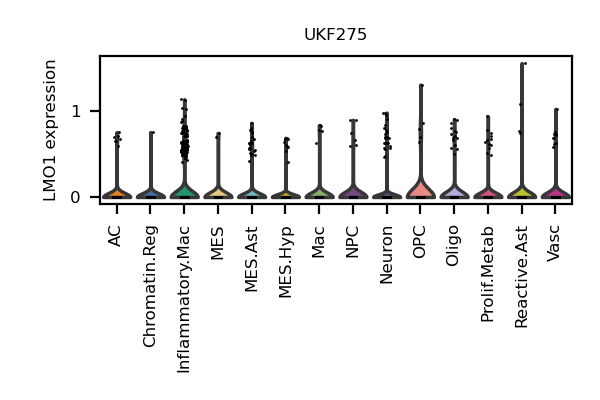 UKF275
LMO1 expression
1
0
AC
Chromatin.Reg
Inflammatory.Mac
MES
MES.Ast
MES.Hyp
Mac
NPC
Neuron
OPC
Oligo
Prolif.Metab
Reactive.Ast
Vasc